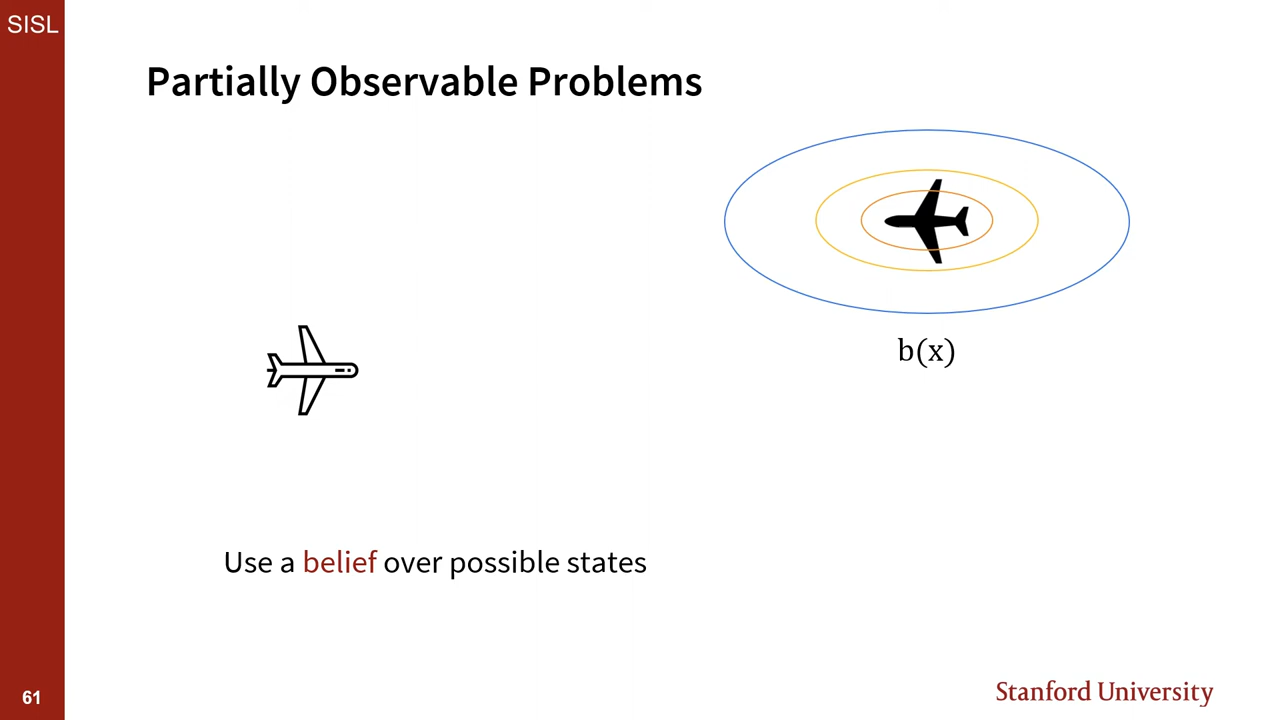 SISL
Partially Observable Problems
b(x)
Use a belief over possible states
61
Stanford University